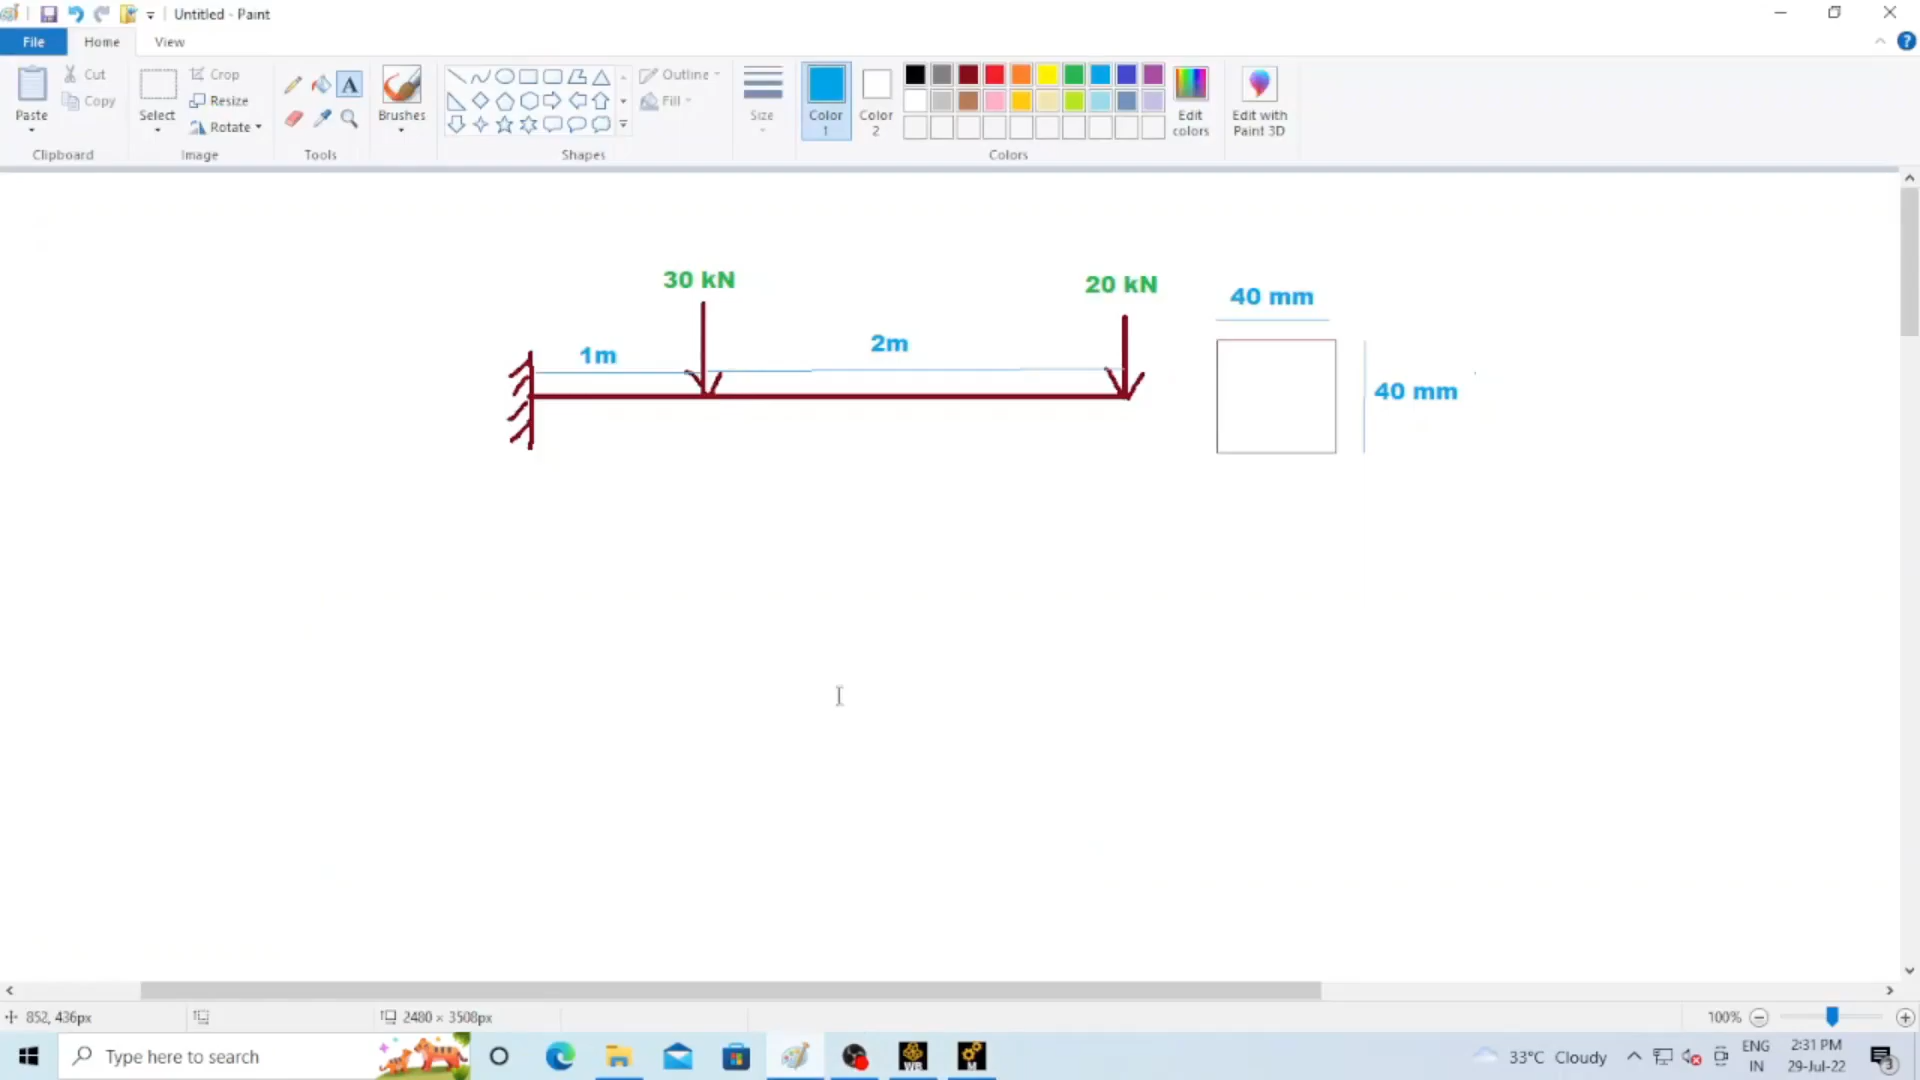 Untitled - Paint
File
Home
View
Paste
Cut
Copy
Clipboard
Select
Crop
Resize
Rotate
Image
A
Tools
Brushes
Shapes
Outline
Fill
Size
Color 1
Color 2
Colors
Edit colors
Edit with Paint 3D
?
30 kN
20 kN
40 mm
1m
2m
40 mm
852, 436px
2480 × 3508px
100%
Type here to search
WB
M
33°C Cloudy
ENG
IN
2:31 PM
29-Jul-22
3